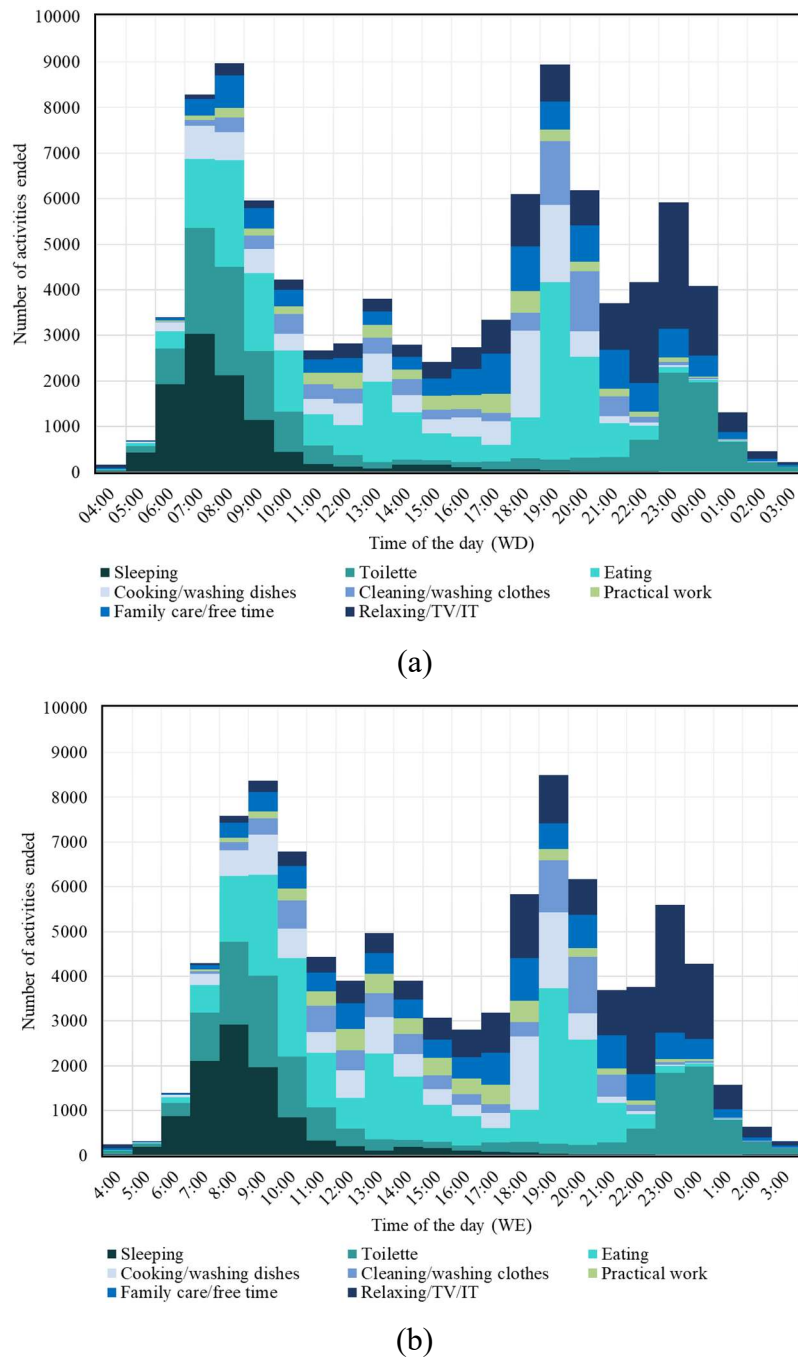 10000
9000
8000
7000
6000
5000
4000
3000
2000
1000
0
Number of activities ended
04:00 05:00 06:00 07:00 08:00 09:00 10:00 11:00 12:00 13:00 14:00 15:00 16:00 17:00 18:00 19:00 20:00 21:00 22:00 23:00 00:00 01:00 02:00 03:00
Time of the day (WD)
Sleeping Toilette Eating
Cooking/washing dishes Cleaning/washing clothes Practical work
Family care/free time Relaxing/TV/IT
(a)
10000
9000
8000
7000
6000
5000
4000
3000
2000
1000
0
Number of activities ended
4:00 5:00 6:00 7:00 8:00 9:00 10:00 11:00 12:00 13:00 14:00 15:00 16:00 17:00 18:00 19:00 20:00 21:00 22:00 23:00 0:00 1:00 2:00 3:00
Time of the day (WE)
Sleeping Toilette Eating
Cooking/washing dishes Cleaning/washing clothes Practical work
Family care/free time Relaxing/TV/IT
(b)